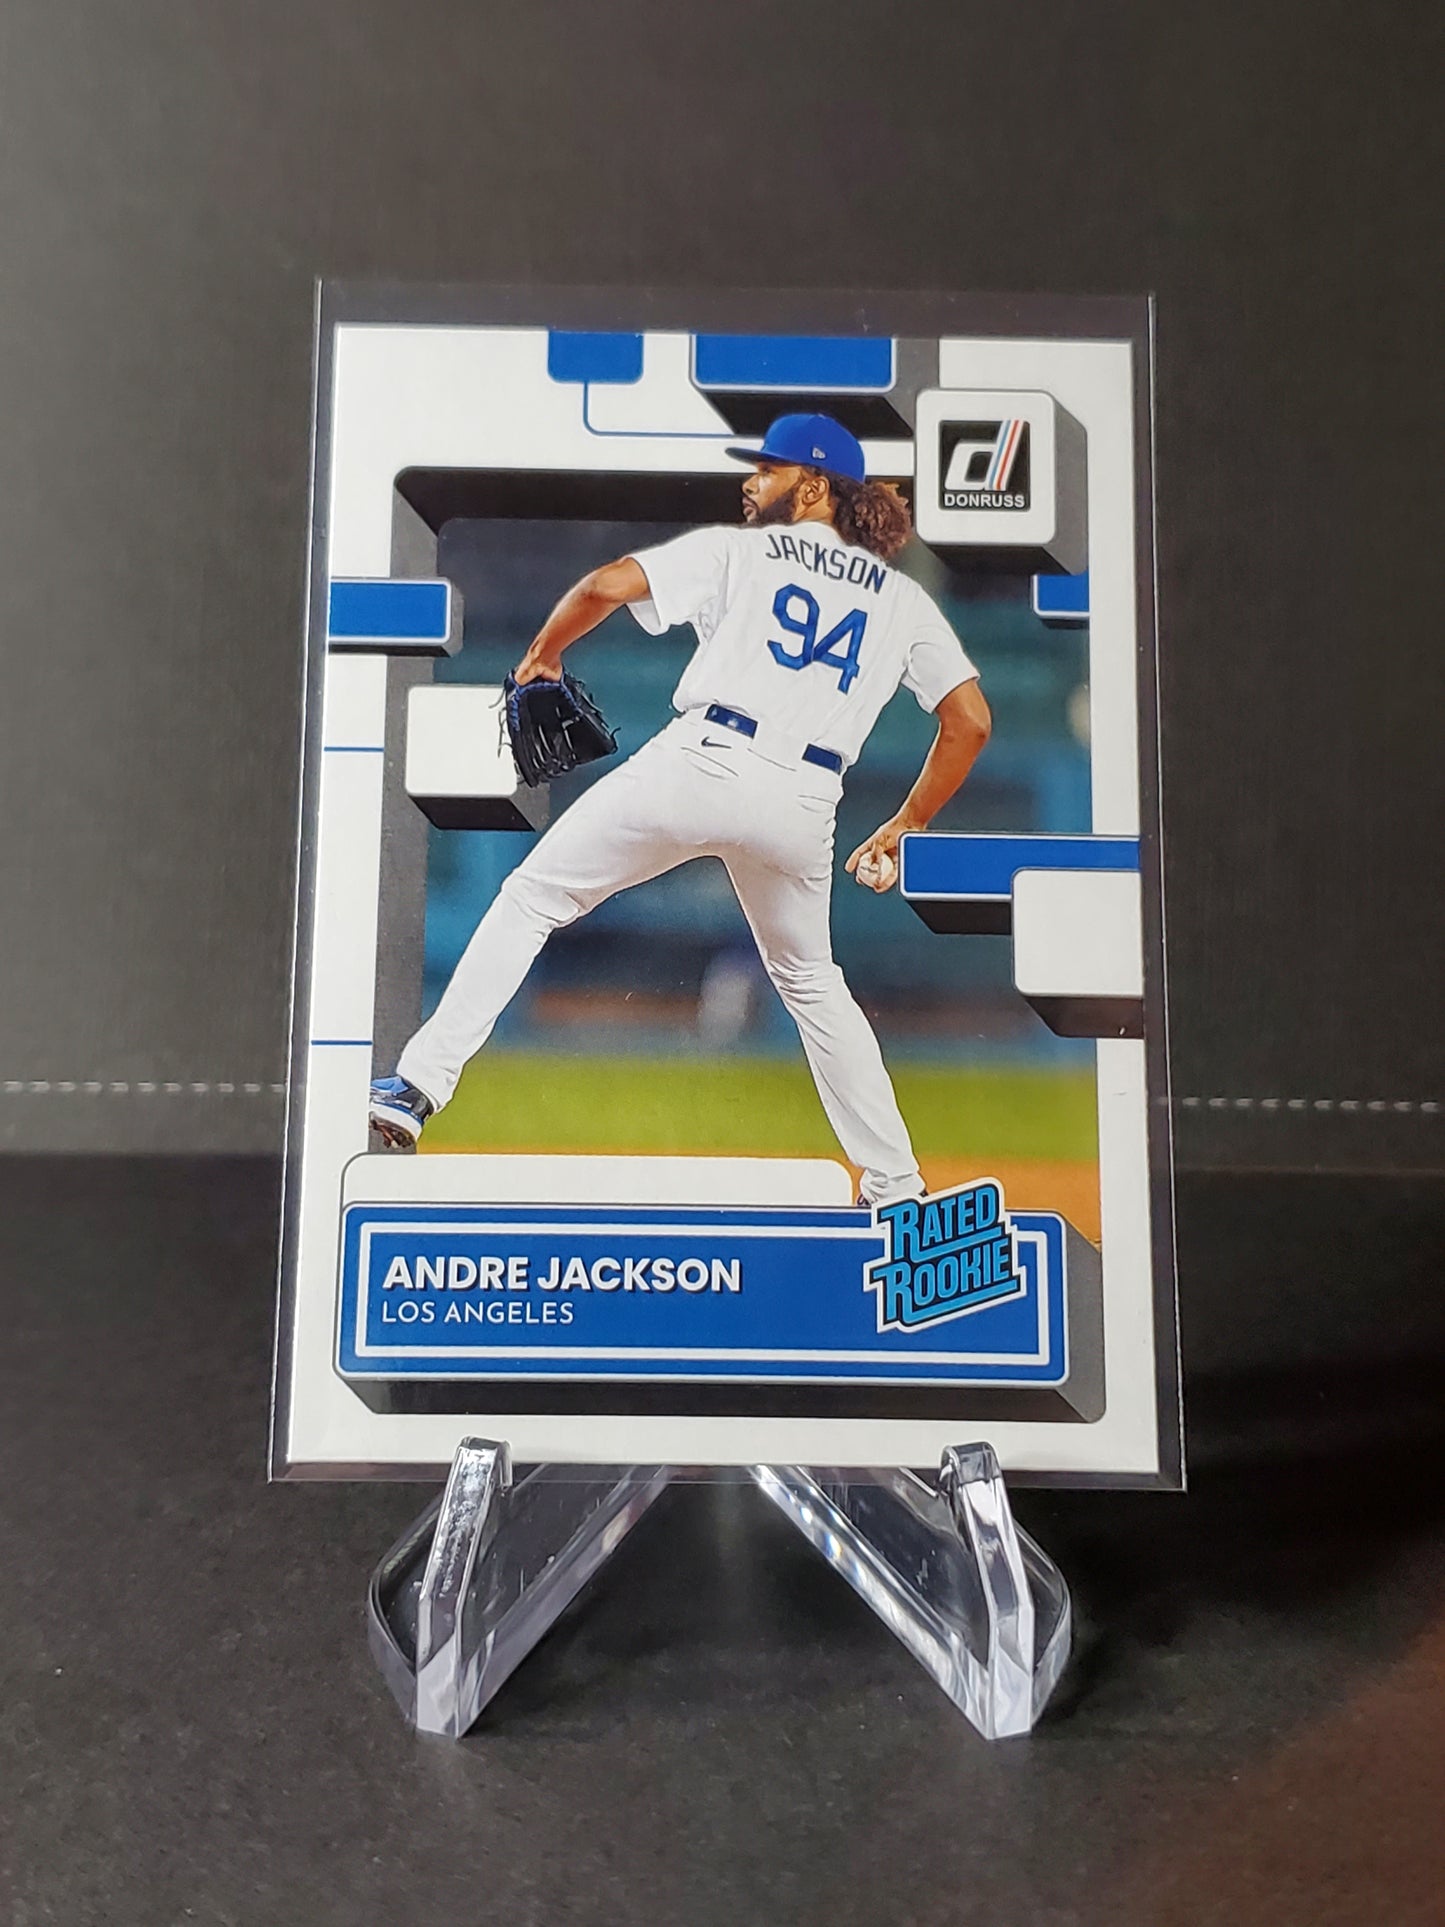 DONRUSS
JACKSON
94
RATED
ROOKIE
ANDRE JACKSON
LOS ANGELES